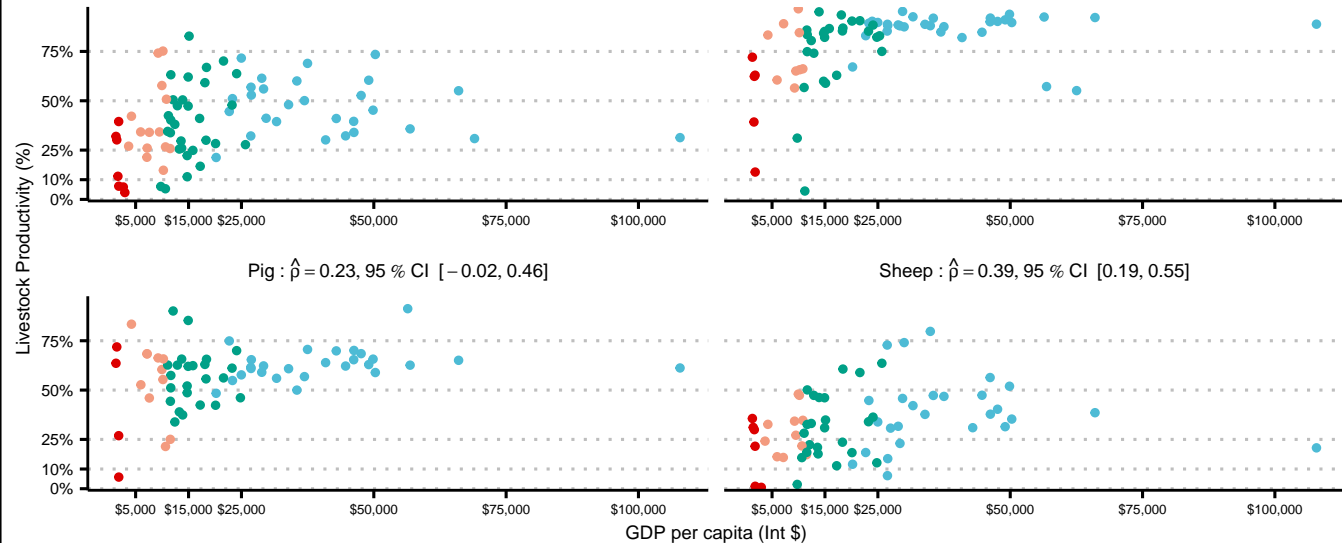 Livestock Productivity (%)
75%
50%
25%
10%
0%
$5,000 $15,000 $25,000 $50,000 $75,000 $100,000
$5,000 $15,000 $25,000 $50,000 $75,000 $100,000
Pig : ρ̂ = 0.23, 95 % CI [−0.02, 0.46]
Sheep : ρ̂ = 0.39, 95 % CI [0.19, 0.55]
75%
50%
25%
10%
0%
$5,000 $15,000 $25,000 $50,000 $75,000 $100,000
$5,000 $15,000 $25,000 $50,000 $75,000 $100,000
GDP per capita (Int $)